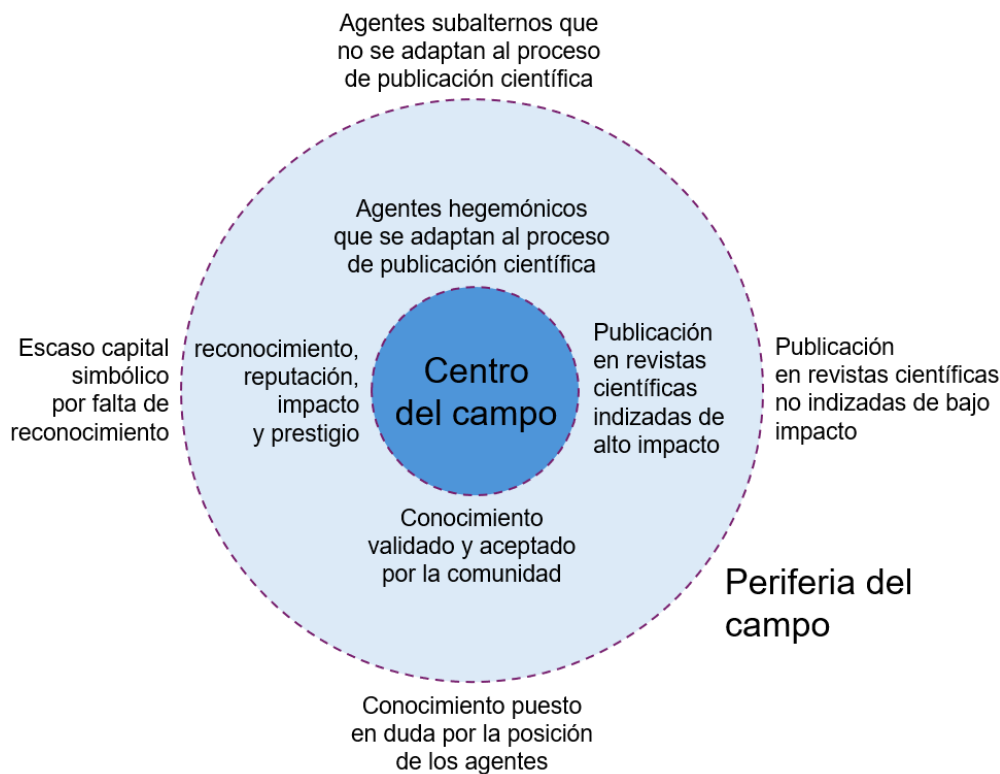 Agentes subalternos que
no se adaptan al proceso
de publicación científica
Agentes hegemónicos
que se adaptan al proceso
de publicación científica
Escaso capital
simbólico
por falta de
reconocimiento
reconocimiento,
reputación,
impacto
y prestigio
Centro
del campo
Publicación
en revistas
científicas
indizadas de
alto impacto
Publicación
en revistas científicas
no indizadas de bajo
impacto
Conocimiento
validado y aceptado
por la comunidad
Periferia del
campo
Conocimiento puesto
en duda por la posición
de los agentes